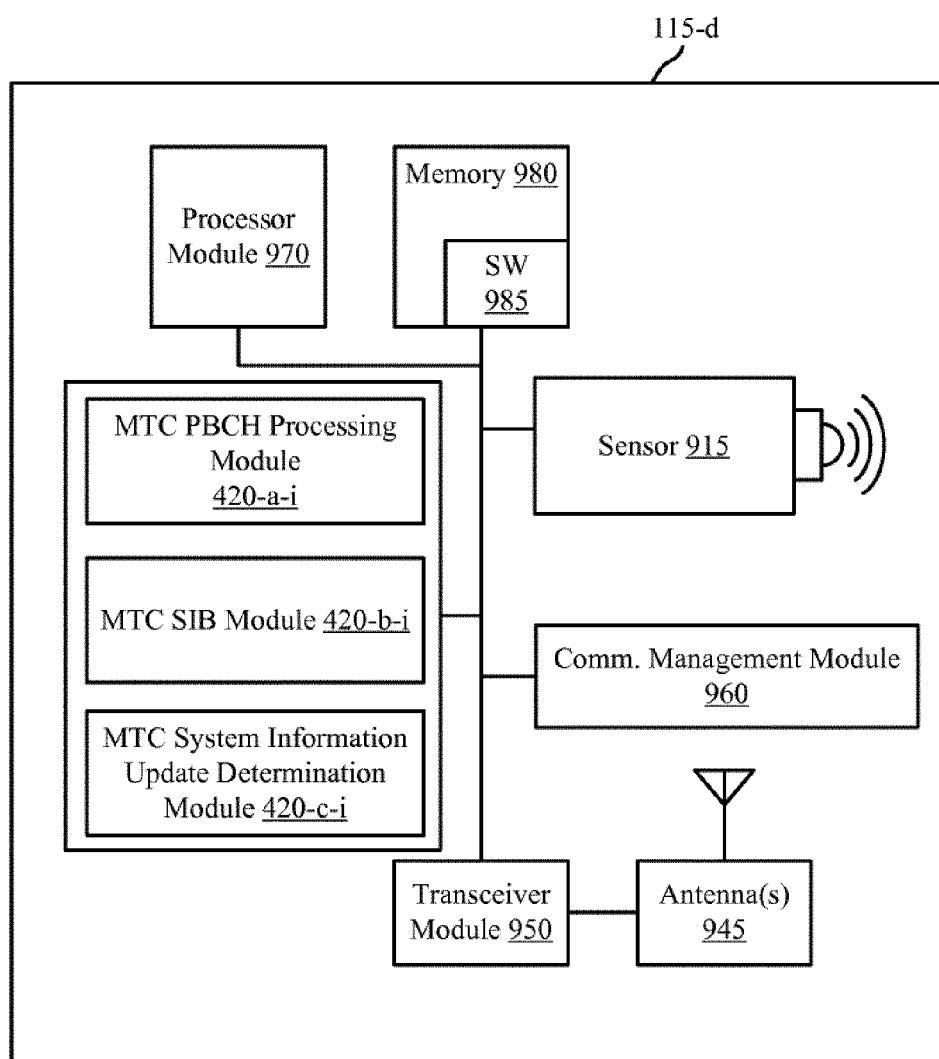 115-d
Processor
Module 970
Memory 980
SW
985
MTC PBCH Processing
Module
420-a-i
Sensor 915
MTC SIB Module 420-b-i
Comm. Management Module
960
MTC System Information
Update Determination
Module 420-c-i
Transceiver
Module 950
Antenna(s)
945